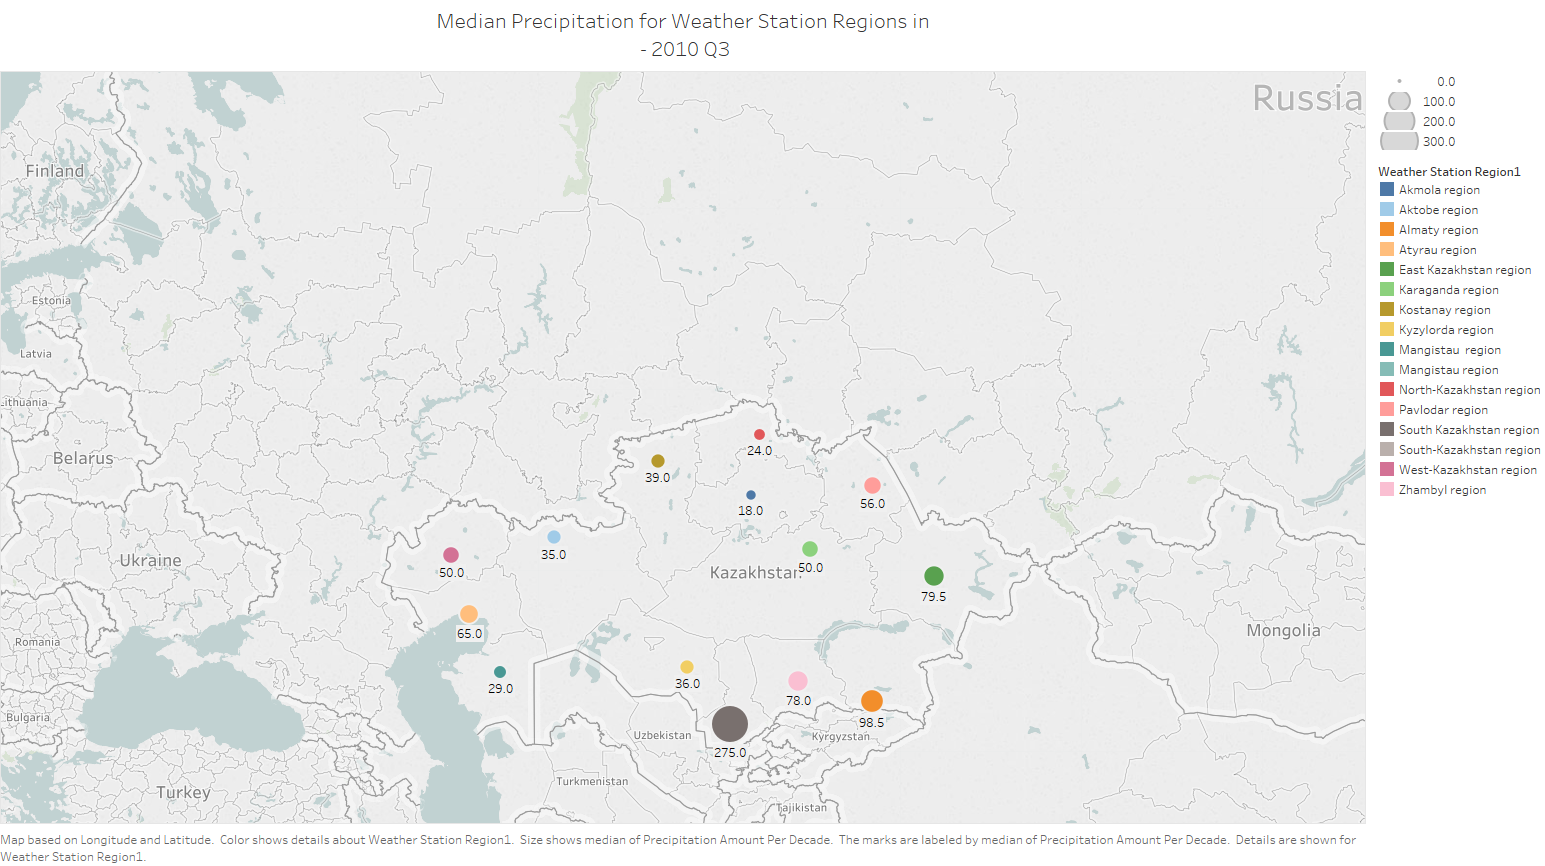 Median Precipitation for Weather Station Regions in
- 2010 Q3
Russia
Finland
Estonia
Latvia
Lithuania
Belarus
Ukraine
Romania
Bulgaria
Turkey
Kazakhstan
Uzbekistan
Turkmenistan
Kyrgyzstan
Tajikistan
Mongolia
24.0
39.0
18.0
56.0
35.0
50.0
50.0
79.5
65.0
29.0
36.0
78.0
98.5
275.0
0.0
100.0
200.0
300.0
Weather Station Region1
Akmola region
Aktobe region
Almaty region
Atyrau region
East Kazakhstan region
Karaganda region
Kostanay region
Kyzylorda region
Mangistau  region
Mangistau region
North-Kazakhstan region
Pavlodar region
South Kazakhstan region
South-Kazakhstan region
West-Kazakhstan region
Zhambyl region
Map based on Longitude and Latitude.  Color shows details about Weather Station Region1.  Size shows median of Precipitation Amount Per Decade.  The marks are labeled by median of Precipitation Amount Per Decade.  Details are shown for
Weather Station Region1.